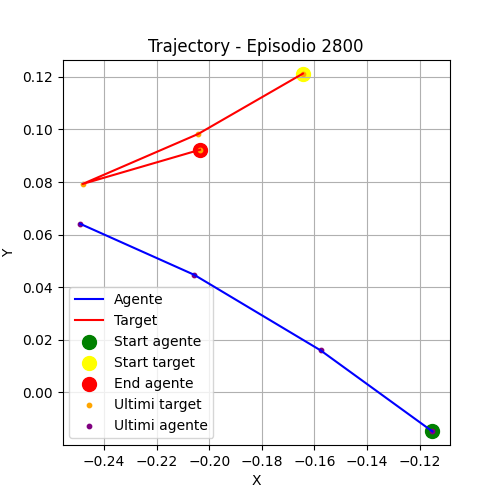 Trajectory - Episodio 2800
0.12
0.10
0.08
0.06
0.04
0.02
0.00
Y
Agente
Target
Start agente
Start target
End agente
Ultimi target
Ultimi agente
−0.24 −0.22 −0.20 −0.18 −0.16 −0.14 −0.12
X